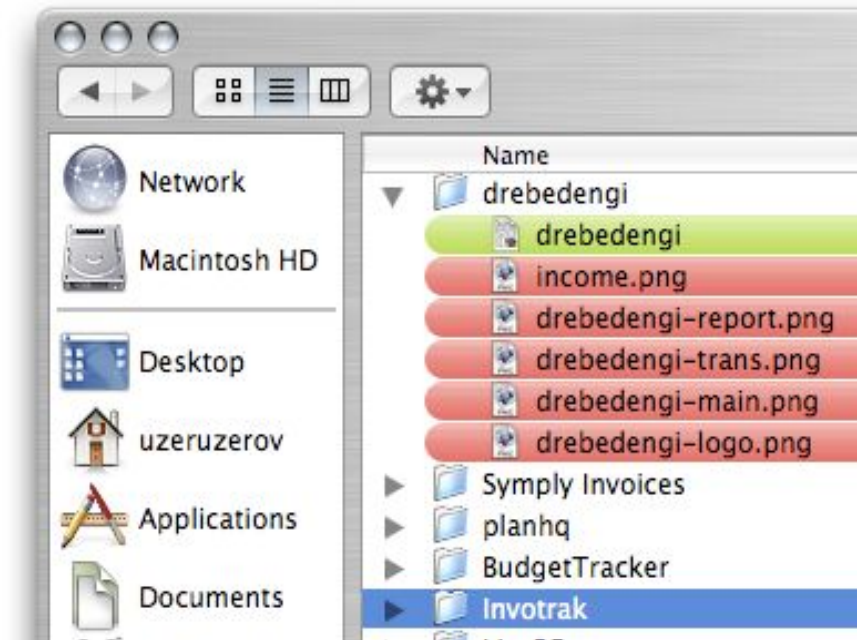 Network
Macintosh HD
Desktop
uzeruzerov
Applications
Documents
Name
drebedengi
drebedengi
income.png
drebedengi-report.png
drebedengi-trans.png
drebedengi-main.png
drebedengi-logo.png
Symply Invoices
planhq
BudgetTracker
Invotrak